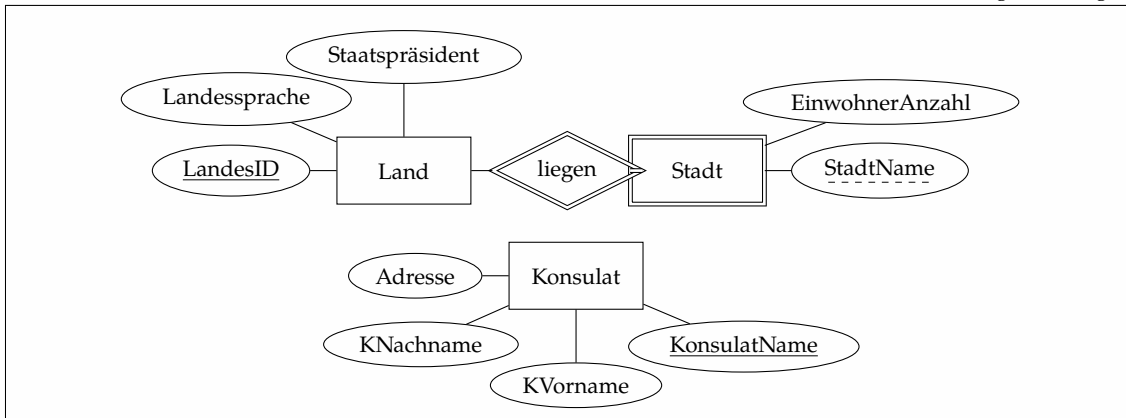 Staatspräsident
Landessprache
EinwohnerAnzahl
LandesID
Land
liegen
Stadt
StadtName
Adresse
Konsulat
KNachname
KonsulatName
KVorname